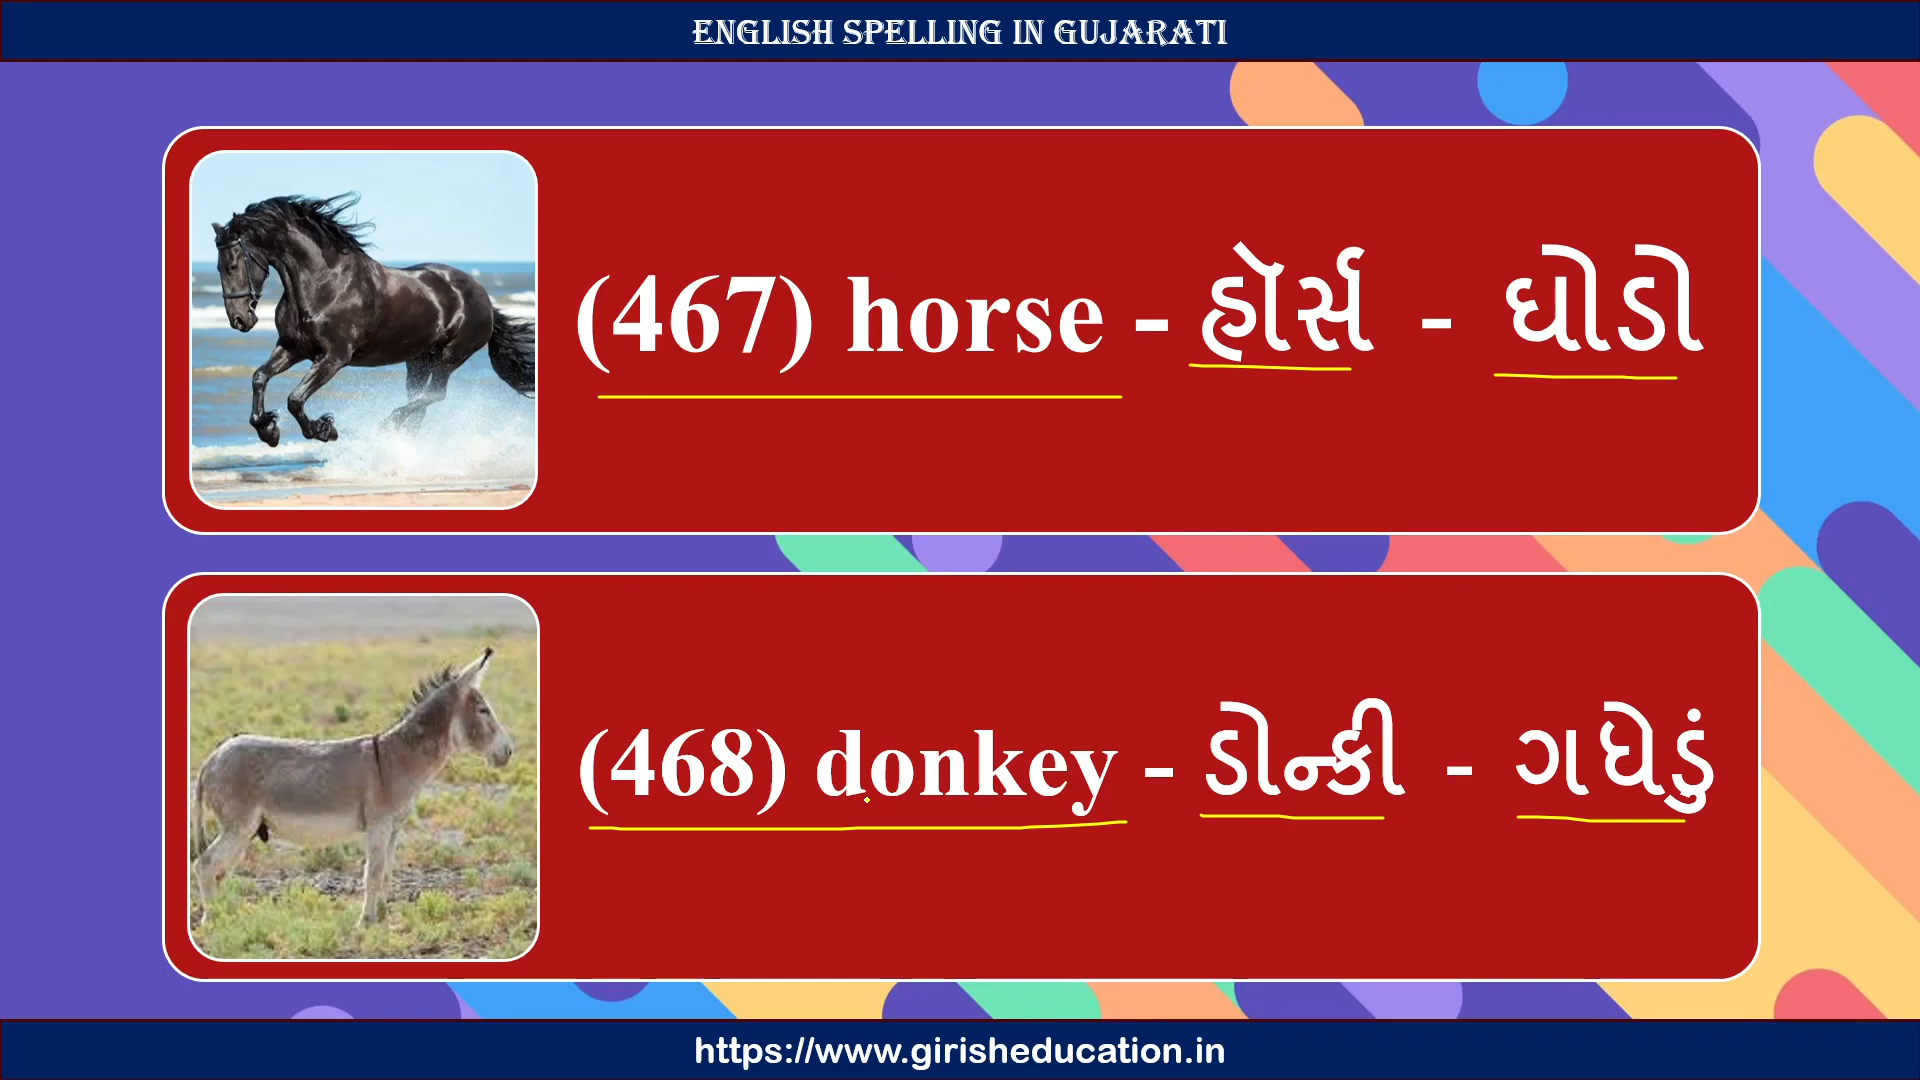 ENGLISH SPELLING IN GUJARATI
(467) horse - હૉર્સ - ઘોડો
(468) donkey - ડોન્કી - ગધેડું
https://www.girisheducation.in